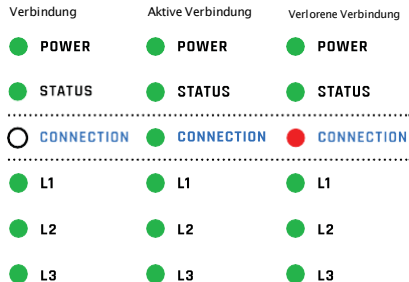 Verbindung Aktive Verbindung Verlorene Verbindung
POWER POWER POWER
STATUS STATUS STATUS
CONNECTION CONNECTION CONNECTION
L1 L1 L1
L2 L2 L2
L3 L3 L3